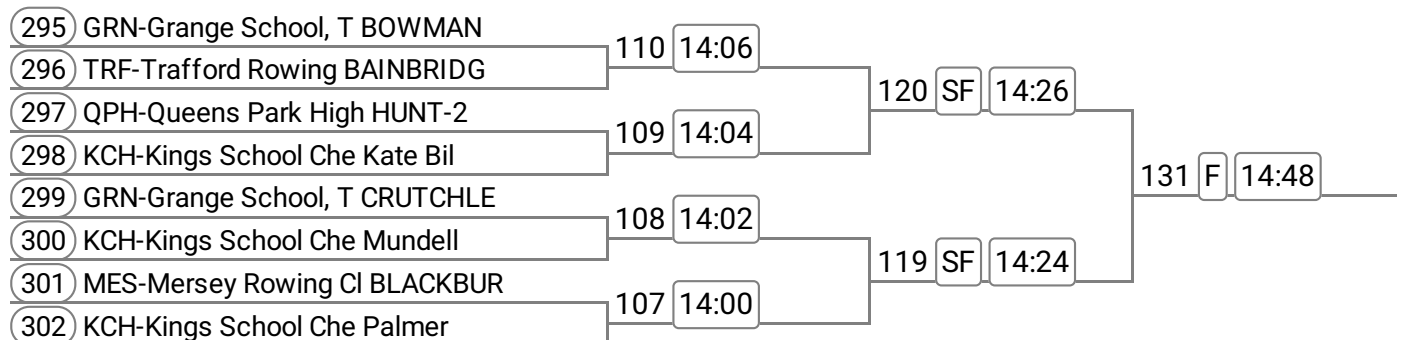 295 GRN-Grange School, T BOWMAN
296 TRF-Trafford Rowing BAINBRIDG
110 14:06
297 QPH-Queens Park High HUNT-2
298 KCH-Kings School Che Kate Bil
109 14:04
120 SF 14:26
299 GRN-Grange School, T CRUTCHLE
300 KCH-Kings School Che Mundell
108 14:02
301 MES-Mersey Rowing Cl BLACKBUR
302 KCH-Kings School Che Palmer
107 14:00
119 SF 14:24
131 F 14:48